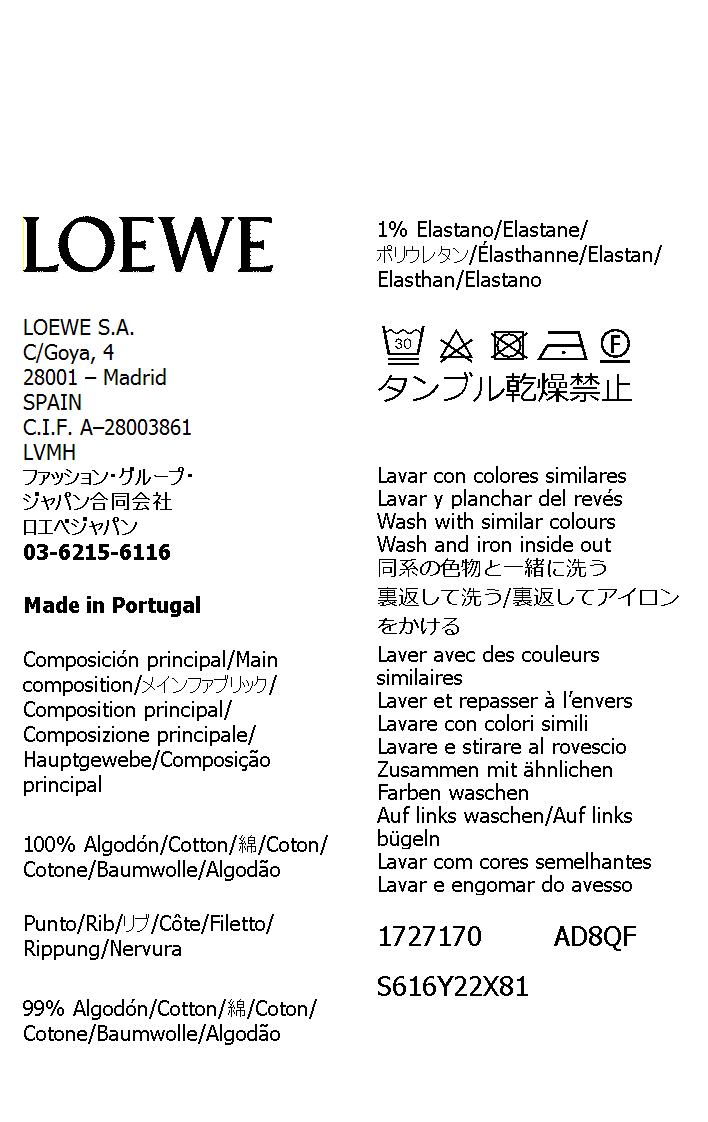 LOEWE
LOEWE S.A.
C/Goya, 4
28001 – Madrid
SPAIN
C.I.F. A–28003861
LVMH
ファッション・グループ・
ジャパン合同会社
ロエベジャパン
03-6215-6116
Made in Portugal
Composición principal/Main
composition/メインファブリック/
Composition principal/
Composizione principale/
Hauptgewebe/Composição
principal
100% Algodón/Cotton/綿/Coton/
Cotone/Baumwolle/Algodão
Punto/Rib/リブ/Côte/Filetto/
Rippung/Nervura
99% Algodón/Cotton/綿/Coton/
Cotone/Baumwolle/Algodão
1% Elastano/Elastane/
ポリウレタン/Élasthanne/Elastan/
Elasthan/Elastano
30 F
タンブル乾燥禁止
Lavar con colores similares
Lavar y planchar del revés
Wash with similar colours
Wash and iron inside out
同系の色物と一緒に洗う
裏返して洗う/裏返してアイロン
をかける
Laver avec des couleurs
similaires
Laver et repasser à l’envers
Lavare con colori simili
Lavare e stirare al rovescio
Zusammen mit ähnlichen
Farben waschen
Auf links waschen/Auf links
bügeln
Lavar com cores semelhantes
Lavar e engomar do avesso
1727170 AD8QF
S616Y22X81